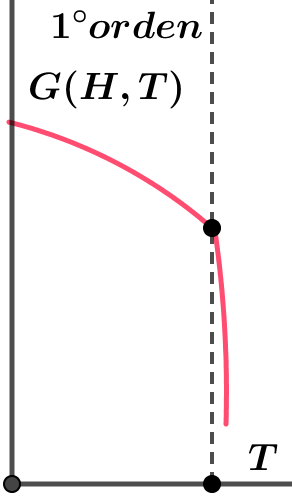 1°orden
G(H, T)
T